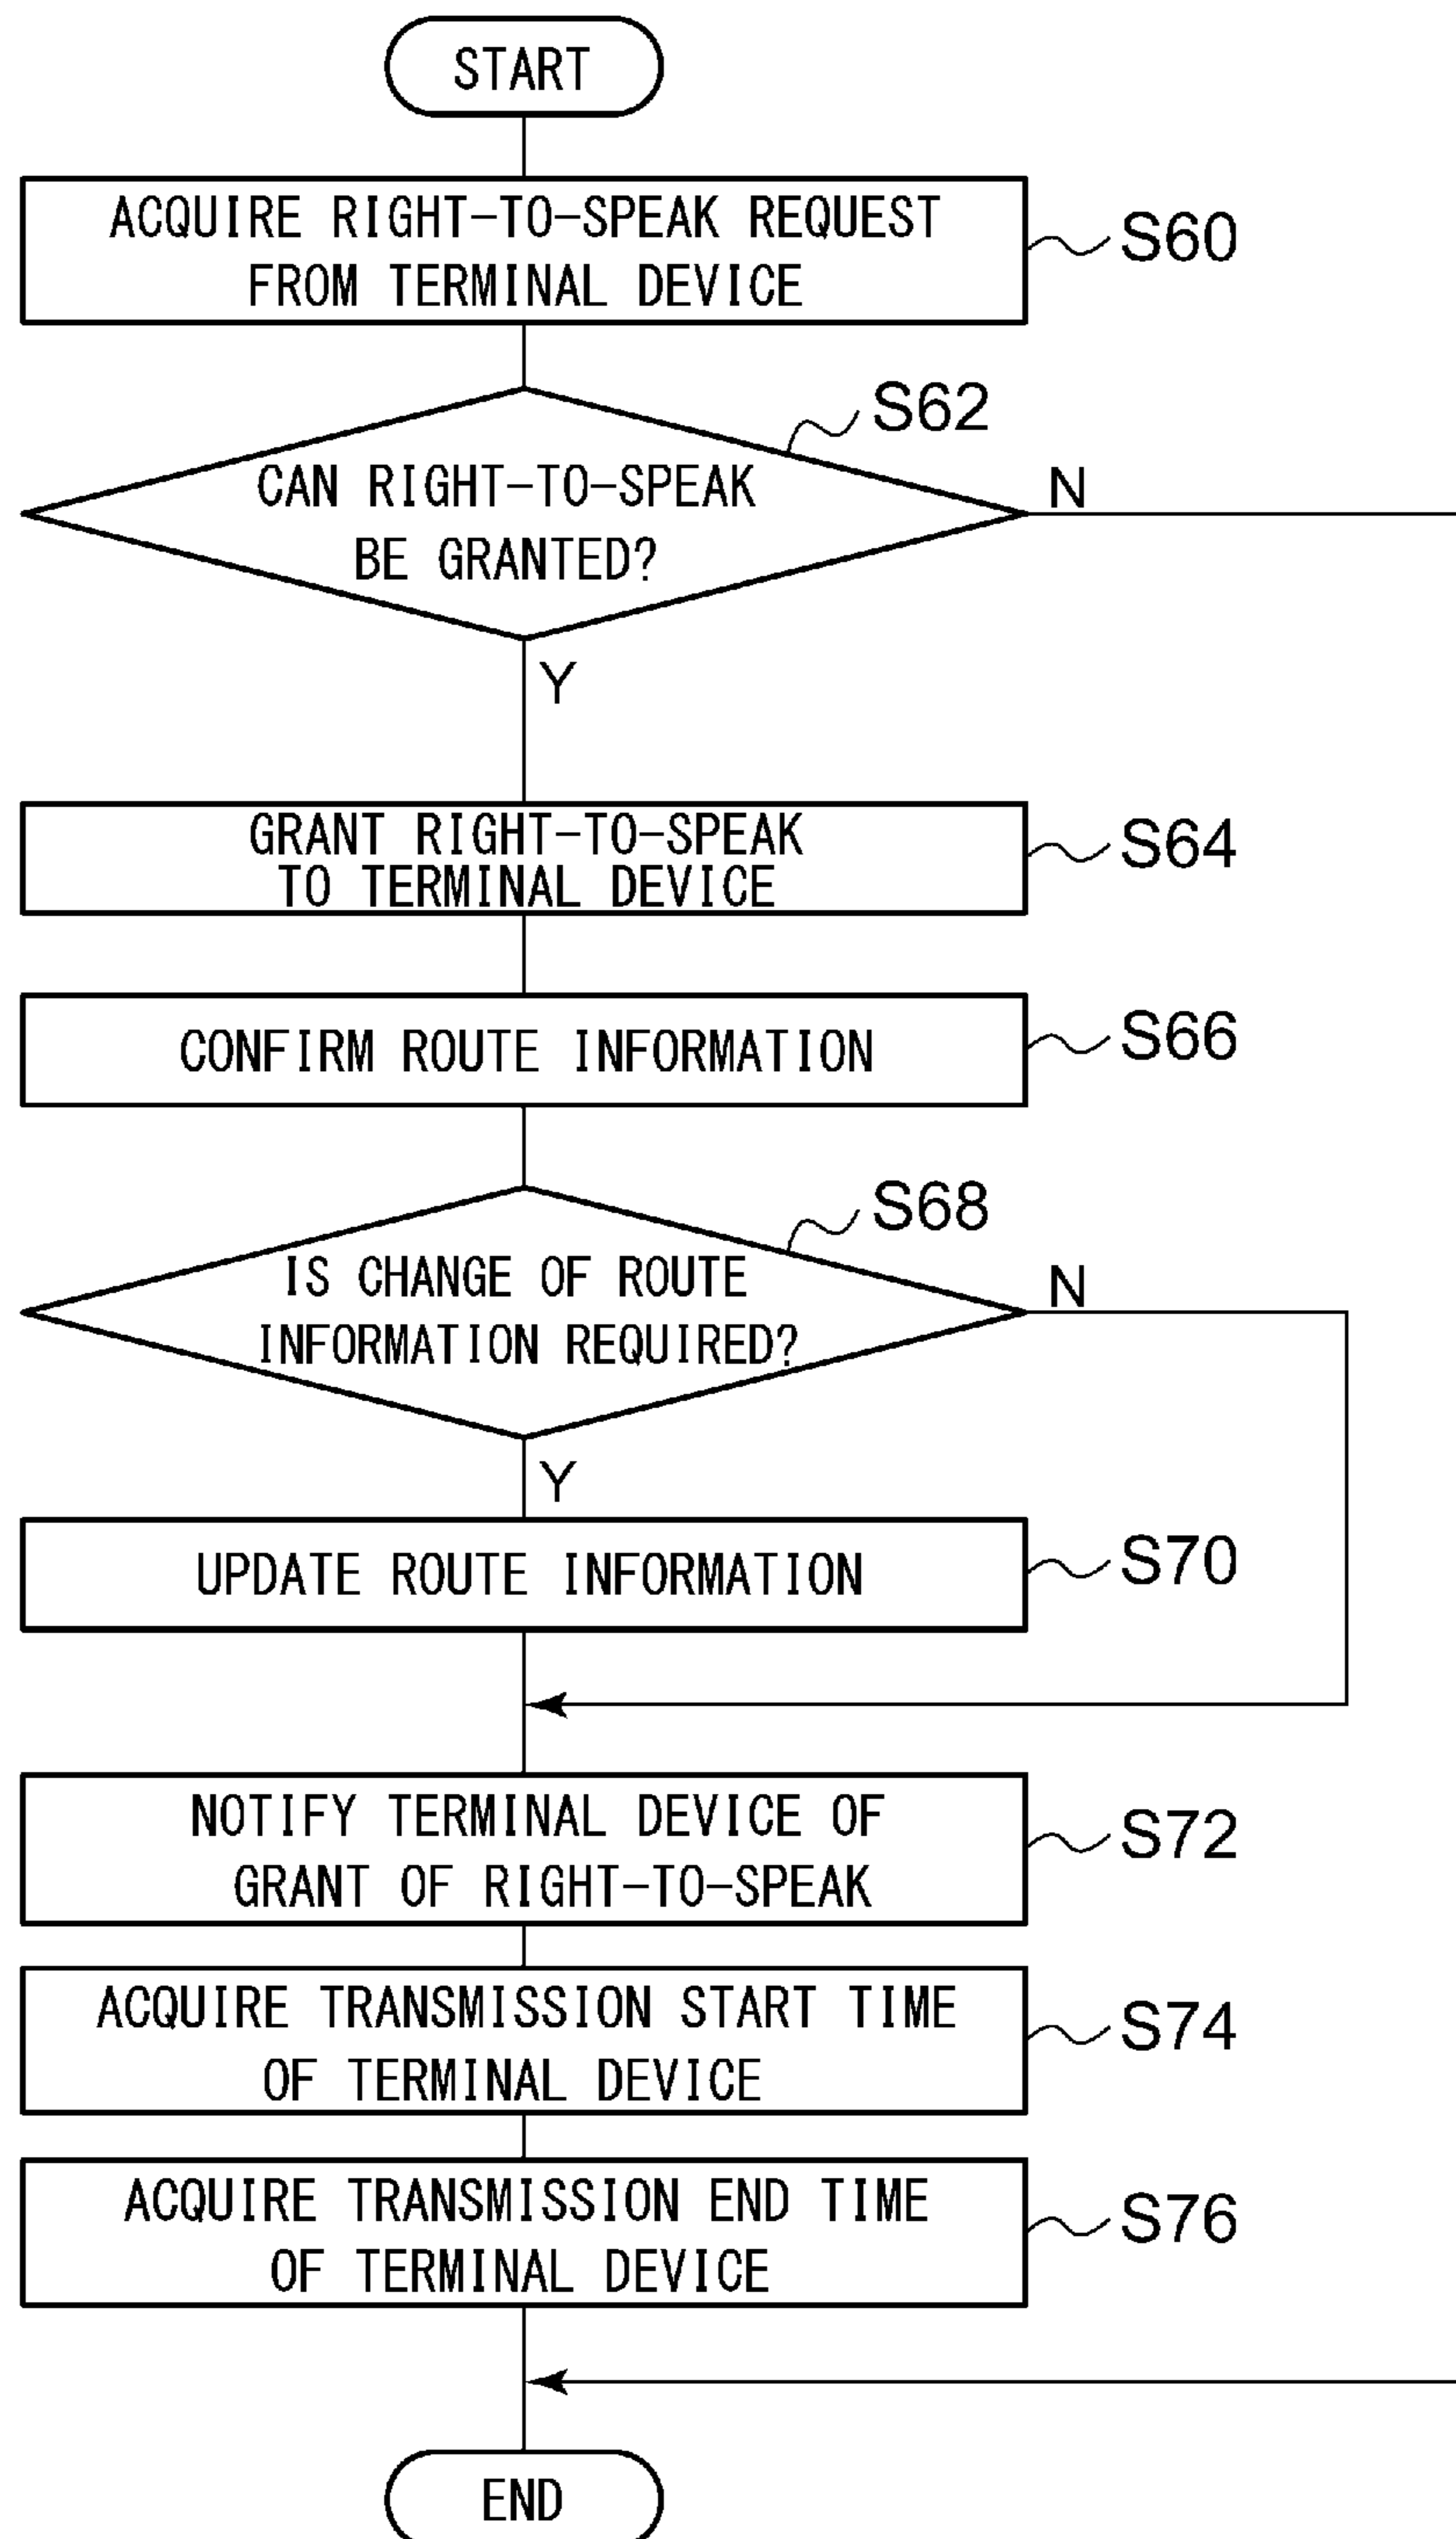 START
ACQUIRE RIGHT-TO-SPEAK REQUEST
FROM TERMINAL DEVICE
S60
S62
CAN RIGHT-TO-SPEAK
BE GRANTED?
N
Y
GRANT RIGHT-TO-SPEAK
TO TERMINAL DEVICE
S64
CONFIRM ROUTE INFORMATION
S66
S68
IS CHANGE OF ROUTE
INFORMATION REQUIRED?
N
Y
UPDATE ROUTE INFORMATION
S70
NOTIFY TERMINAL DEVICE OF
GRANT OF RIGHT-TO-SPEAK
S72
ACQUIRE TRANSMISSION START TIME
OF TERMINAL DEVICE
S74
ACQUIRE TRANSMISSION END TIME
OF TERMINAL DEVICE
S76
END